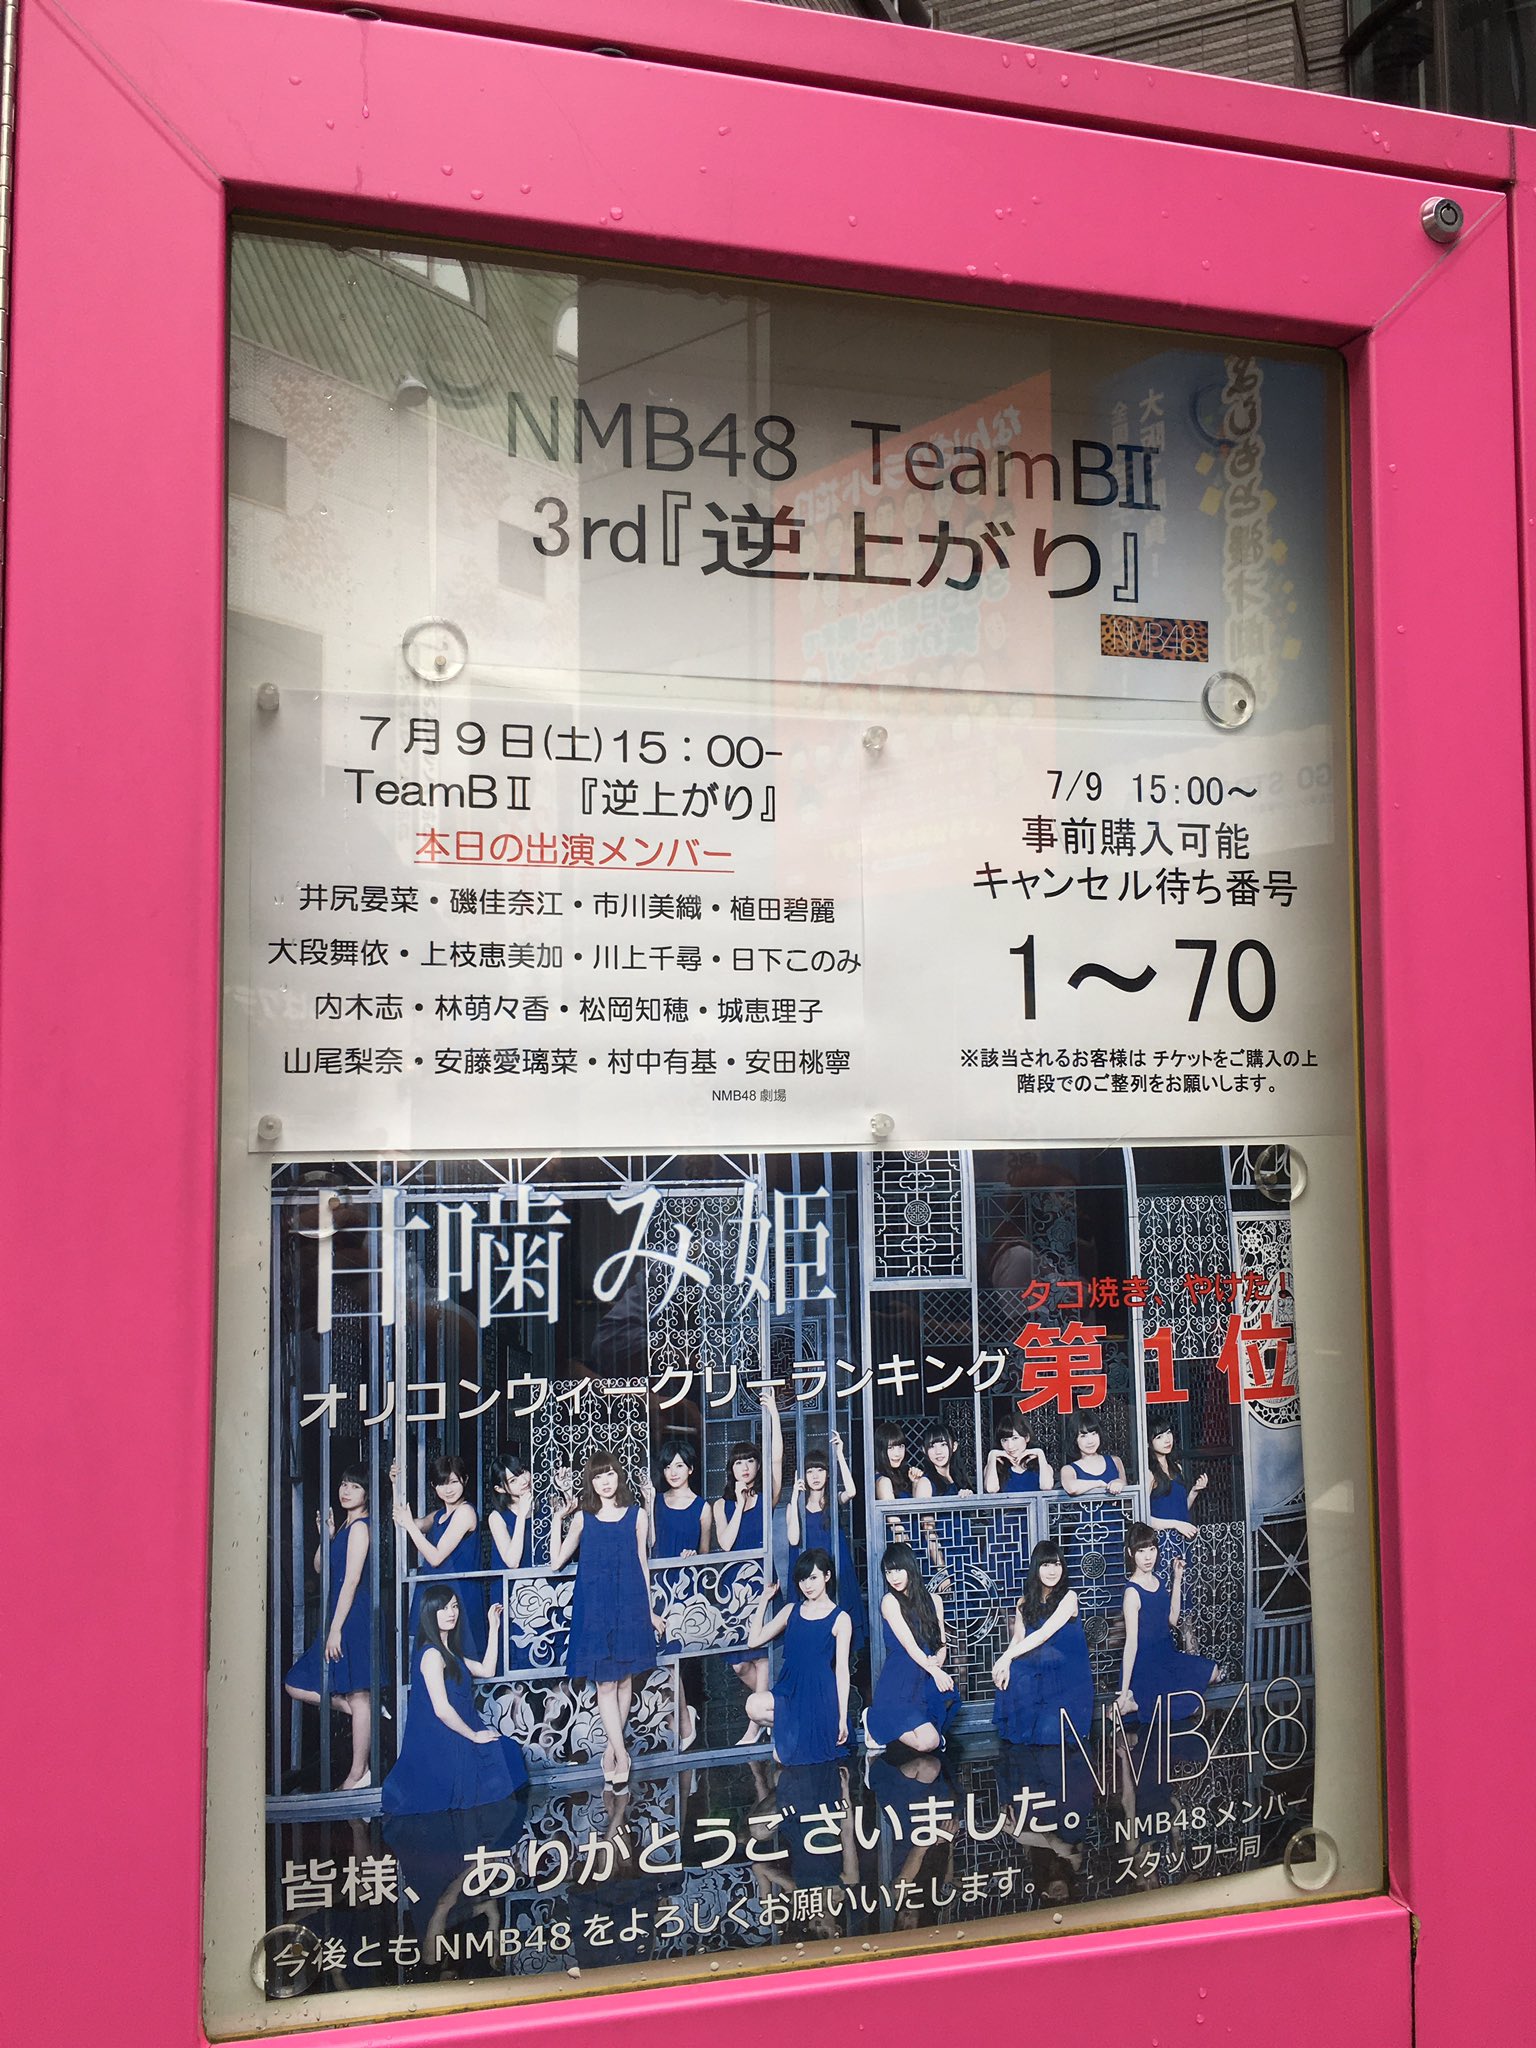 NMB48 TeamBⅡ
3rd『逆上がり』
NMB48
7月9日(土)15：00-
TeamBⅡ 『逆上がり』
本日の出演メンバー
井尻晏菜・磯佳奈江・市川美織・植田碧麗
大段舞依・上枝恵美加・川上千尋・日下このみ
内木志・林萌々香・松岡知穂・城恵理子
山尾梨奈・安藤愛璃菜・村中有基・安田桃寧
NMB48 劇場
7/9 15:00～
事前購入可能
キャンセル待ち番号
1～70
※該当されるお客様は チケットをご購入の上
階段でのご整列をお願いします。
甘噛み姫
タコ焼き、やけた！
オリコンウィークリーランキング 第１位
NMB48
皆様、ありがとうございました。
今後とも NMB48 をよろしくお願いいたします。
NMB48 メンバー
スタッフ一同